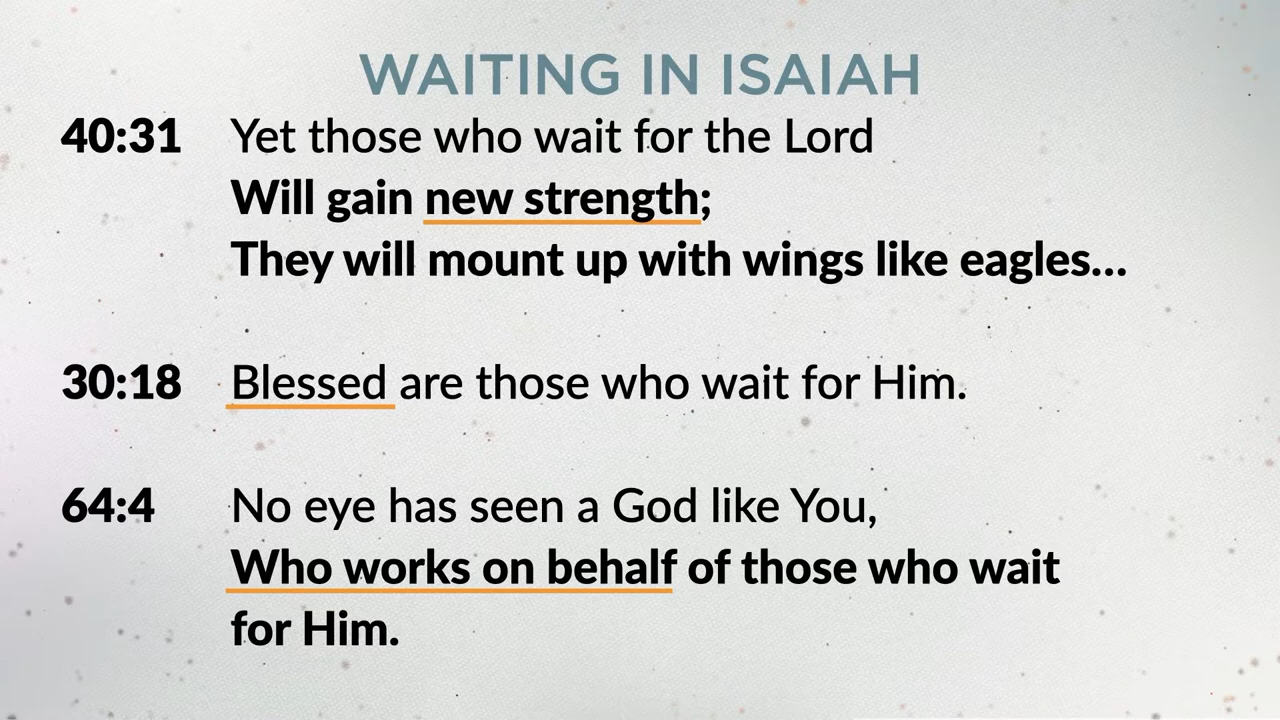 WAITING IN ISAIAH
40:31 Yet those who wait for the Lord
Will gain new strength;
They will mount up with wings like eagles...
30:18 Blessed are those who wait for Him.
64:4 No eye has seen a God like You,
Who works on behalf of those who wait
for Him.